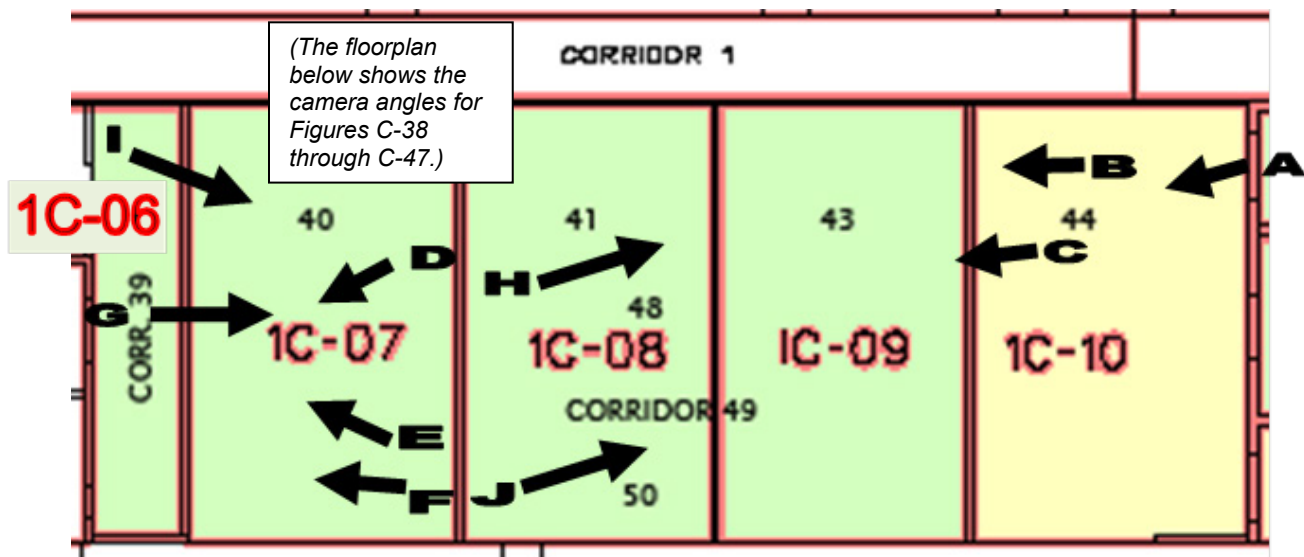 (The floorplan
below shows the
camera angles for
Figures C-38
through C-47.)
CORRIDOR 1
I
B
A
1C-06
40
41
43
44
D
C
H
G
CORR. 39
48
1C-07
1C-08
IC-09
1C-10
CORRIDOR 49
E
F
J
50